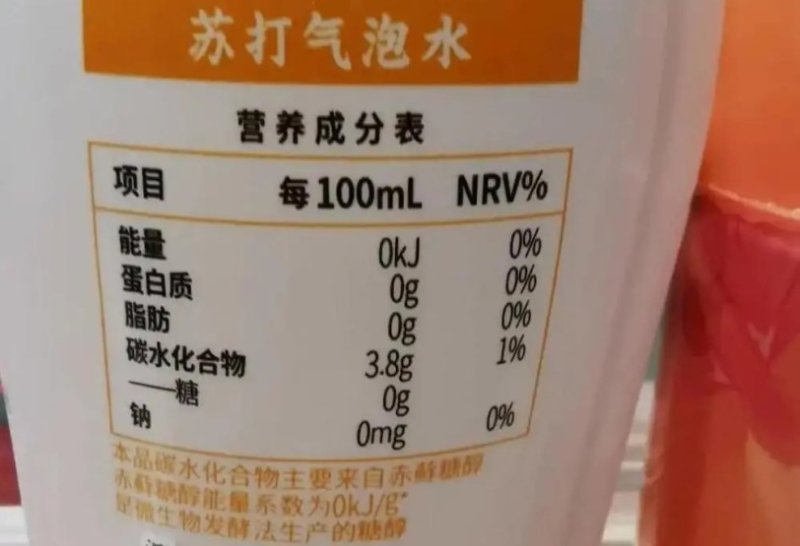 苏打气泡水
营养成分表
项目 每100mL NRV%
能量 0kJ 0%
蛋白质 0g 0%
脂肪 0g 0%
碳水化合物 3.8g 1%
——糖 0g
钠 0mg 0%
本品碳水化合物主要来自赤藓糖醇
赤藓糖醇能量系数为0kJ/g*
是微生物发酵法生产的糖醇